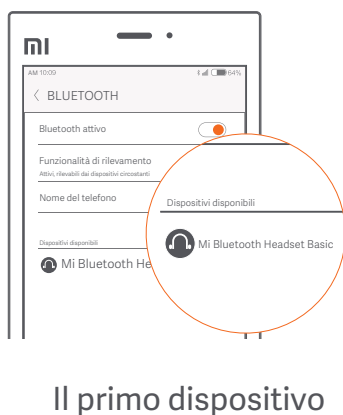 mi
AM 10:09 64%
< BLUETOOTH
Bluetooth attivo
Funzionalità di rilevamento
Attivi, rilevabili dai dispositivi circostanti
Nome del telefono
Dispositivi disponibili
Mi Bluetooth He
Dispositivi disponibili
Mi Bluetooth Headset Basic
Il primo dispositivo